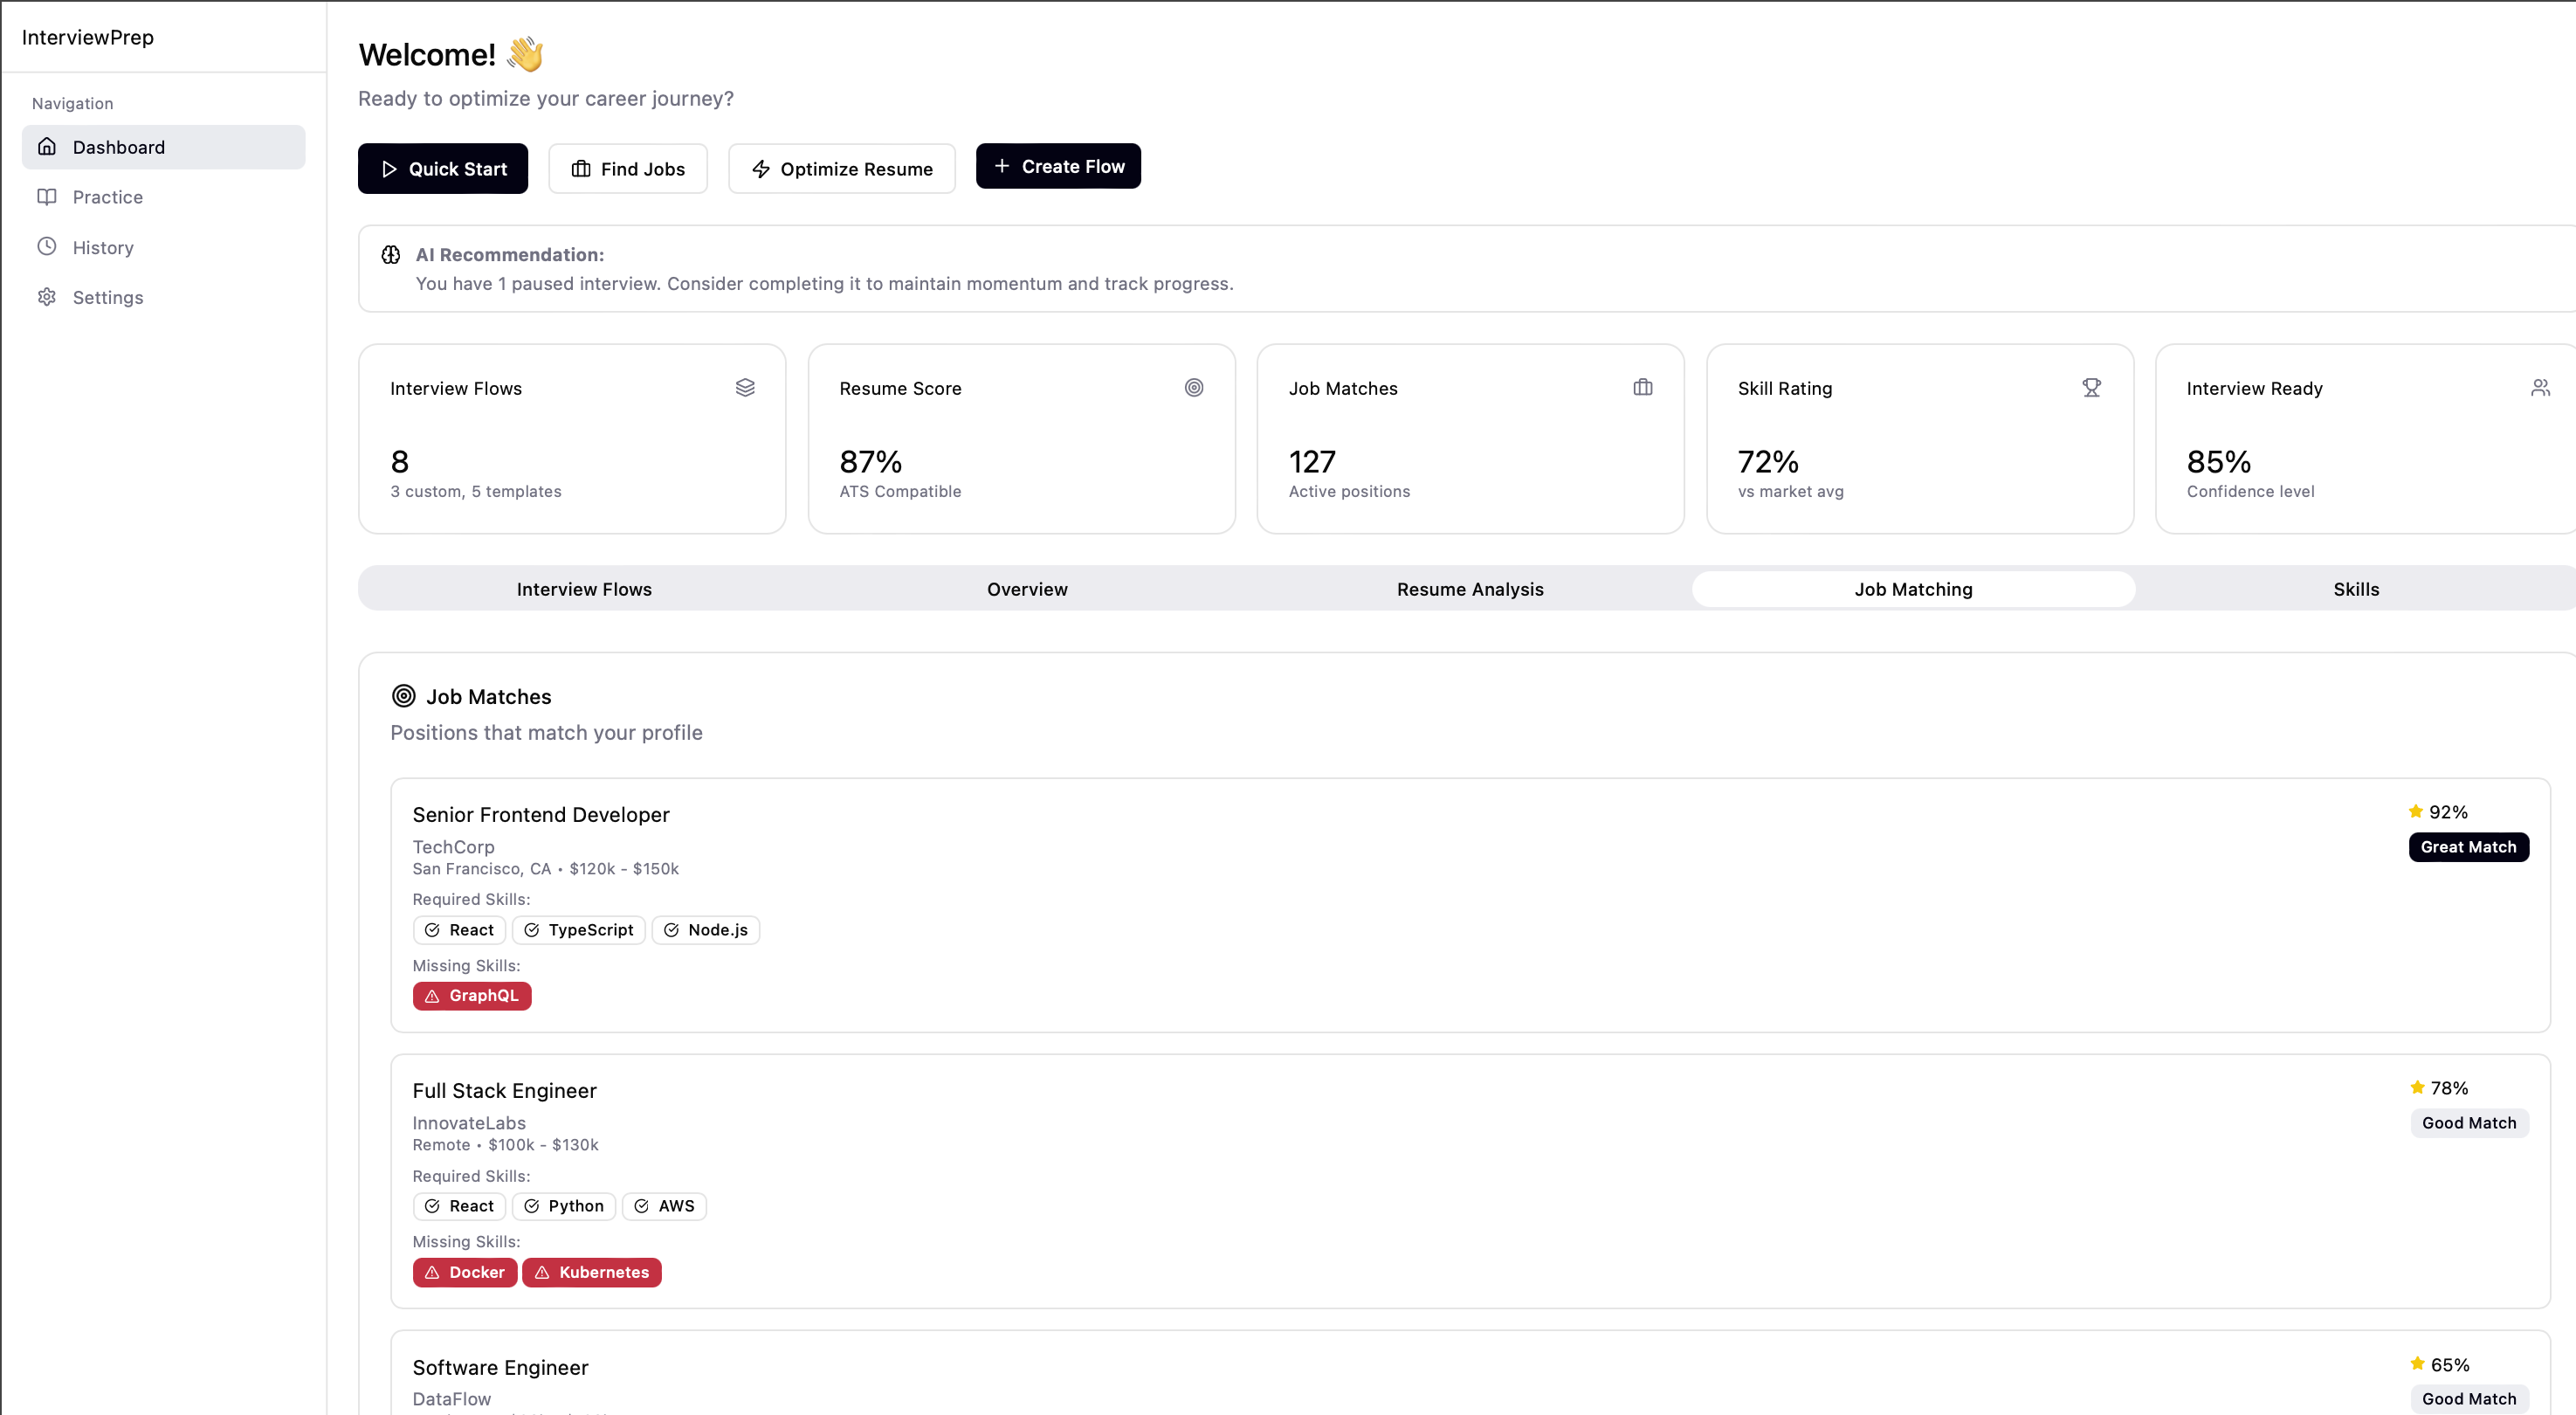 InterviewPrep
Navigation
Dashboard
Practice
History
Settings
Welcome! 👋
Ready to optimize your career journey?
Quick Start
Find Jobs
Optimize Resume
Create Flow
AI Recommendation:
You have 1 paused interview. Consider completing it to maintain momentum and track progress.
Interview Flows
8
3 custom, 5 templates
Resume Score
87%
ATS Compatible
Job Matches
127
Active positions
Skill Rating
72%
vs market avg
Interview Ready
85%
Confidence level
Interview Flows
Overview
Resume Analysis
Job Matching
Skills
Job Matches
Positions that match your profile
Senior Frontend Developer
92%
TechCorp
Great Match
San Francisco, CA • $120k - $150k
Required Skills:
React
TypeScript
Node.js
Missing Skills:
GraphQL
Full Stack Engineer
78%
InnovateLabs
Good Match
Remote • $100k - $130k
Required Skills:
React
Python
AWS
Missing Skills:
Docker
Kubernetes
Software Engineer
65%
DataFlow
Good Match